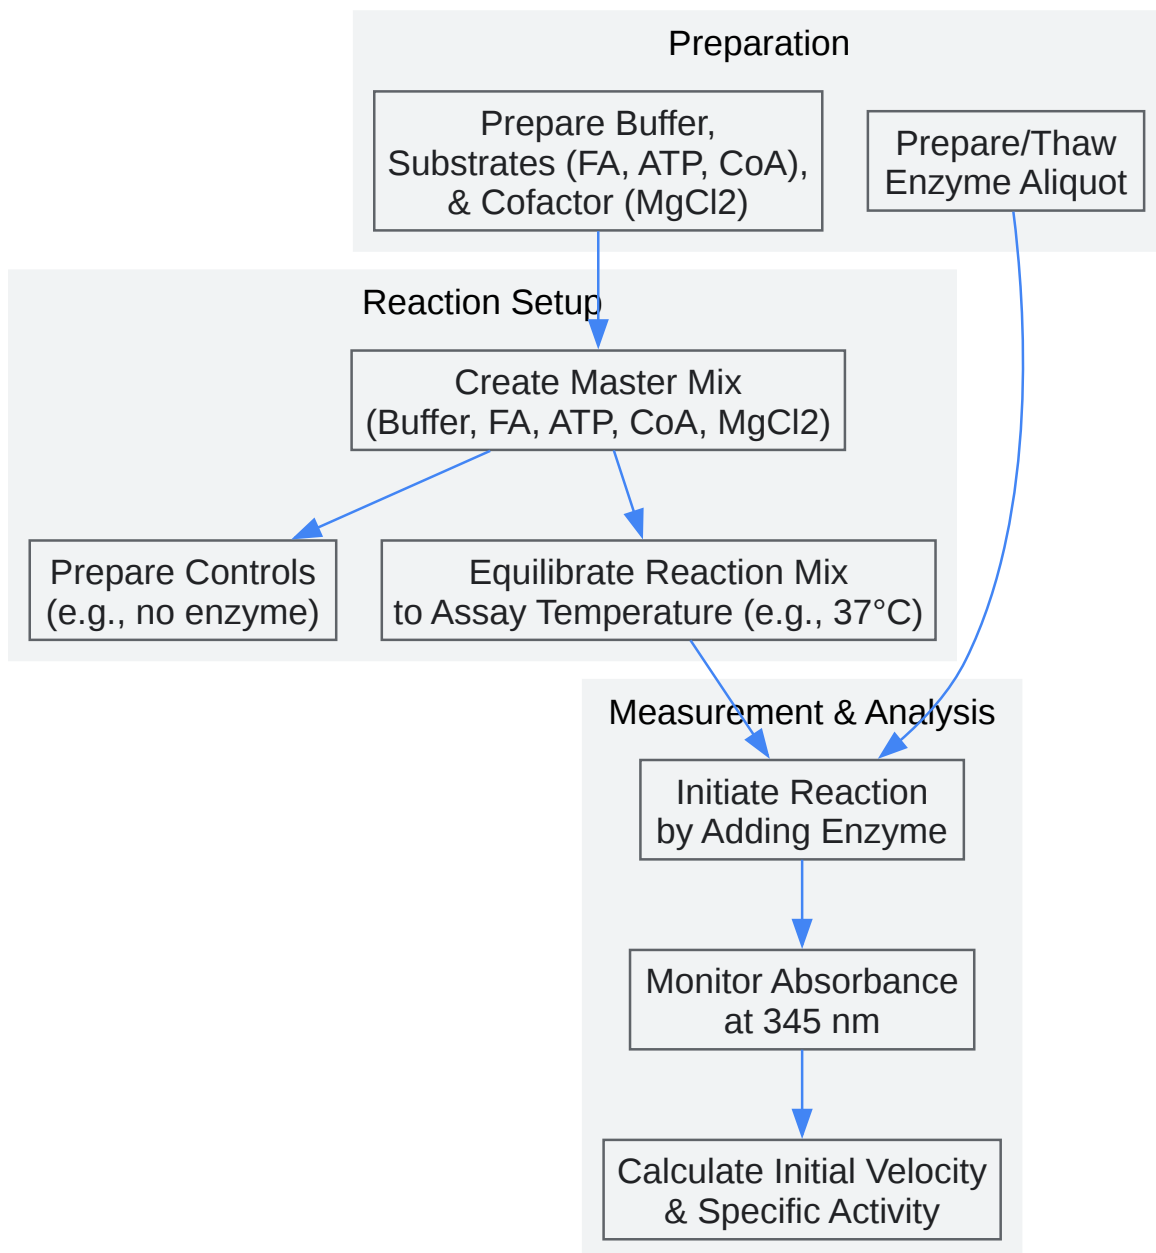 Preparation
Prepare Buffer,
Substrates (FA, ATP, CoA),
& Cofactor (MgCl2)
Prepare/Thaw
Enzyme Aliquot
Reaction Setup
Create Master Mix
(Buffer, FA, ATP, CoA, MgCl2)
Prepare Controls
(e.g., no enzyme)
Equilibrate Reaction Mix
to Assay Temperature (e.g., 37°C)
Measurement & Analysis
Initiate Reaction
by Adding Enzyme
Monitor Absorbance
at 345 nm
Calculate Initial Velocity
& Specific Activity